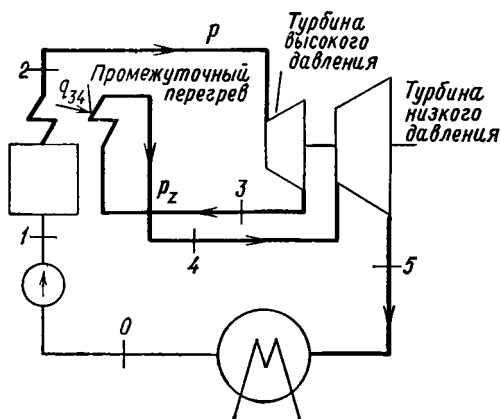 p
Турбина
высокого
давления
2
q₃₄
Промежуточный
перегрев
Турбина
низкого
давления
p_z
3
1
4
5
0